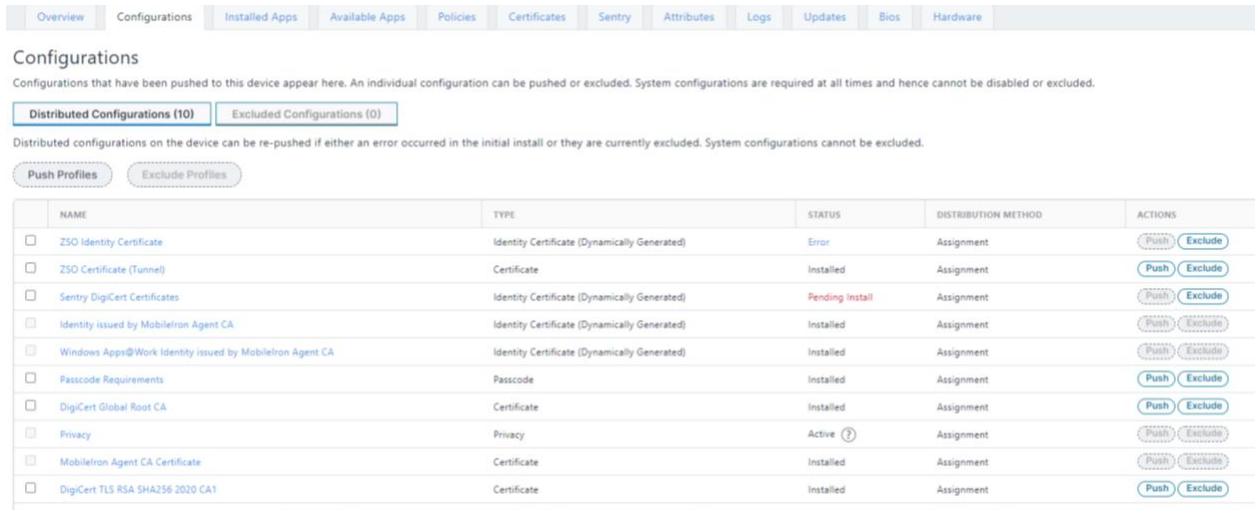 Overview Configurations Installed Apps Available Apps Policies Certificates Sentry Attributes Logs Updates Bios Hardware
Configurations
Configurations that have been pushed to this device appear here. An individual configuration can be pushed or excluded. System configurations are required at all times and hence cannot be disabled or excluded.
Distributed Configurations (10) Excluded Configurations (0)
Distributed configurations on the device can be re-pushed if either an error occurred in the initial install or they are currently excluded. System configurations cannot be excluded.
Push Profiles Exclude Profiles
NAME TYPE STATUS DISTRIBUTION METHOD ACTIONS
ZSO Identity Certificate Identity Certificate (Dynamically Generated) Error Assignment Push Exclude
ZSO Certificate (Tunnel) Certificate Installed Assignment Push Exclude
Sentry DigiCert Certificates Identity Certificate (Dynamically Generated) Pending Install Assignment Push Exclude
Identity issued by MobileIron Agent CA Identity Certificate (Dynamically Generated) Installed Assignment Push Exclude
Windows Apps@Work Identity issued by MobileIron Agent CA Identity Certificate (Dynamically Generated) Installed Assignment Push Exclude
Passcode Requirements Passcode Installed Assignment Push Exclude
DigiCert Global Root CA Certificate Installed Assignment Push Exclude
Privacy Privacy Active ? Assignment Push Exclude
MobileIron Agent CA Certificate Certificate Installed Assignment Push Exclude
DigiCert TLS RSA SHA256 2020 CA1 Certificate Installed Assignment Push Exclude